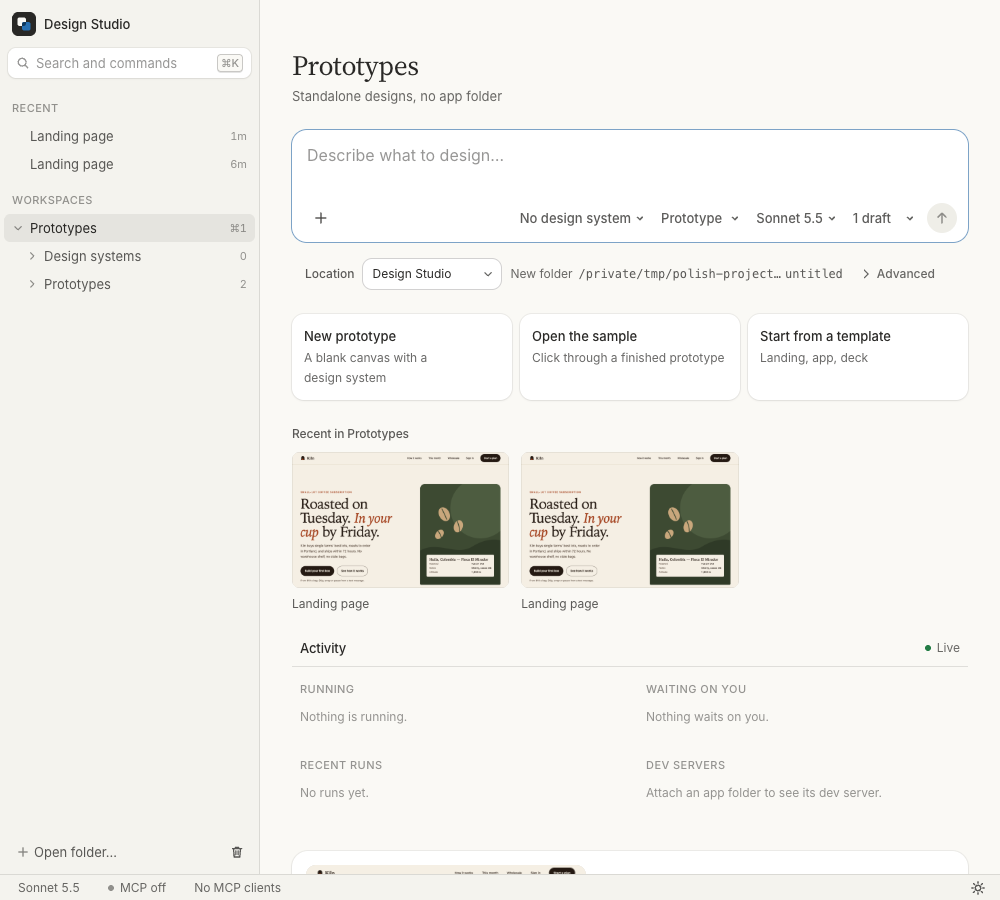 Design Studio
Search and commands ⌘K
RECENT
Landing page 1m
Landing page 6m
WORKSPACES
Prototypes ⌘1
Design systems 0
Prototypes 2
Open folder...
Prototypes
Standalone designs, no app folder
Describe what to design...
No design system Prototype Sonnet 5.5 1 draft
Location Design Studio New folder /private/tmp/polish-project… untitled Advanced
New prototype
A blank canvas with a
design system
Open the sample
Click through a finished prototype
Start from a template
Landing, app, deck
Recent in Prototypes
Roasted on
Tuesday. In your
cup by Friday.
Landing page
Roasted on
Tuesday. In your
cup by Friday.
Landing page
Activity Live
RUNNING
Nothing is running.
WAITING ON YOU
Nothing waits on you.
RECENT RUNS
No runs yet.
DEV SERVERS
Attach an app folder to see its dev server.
Sonnet 5.5 MCP off No MCP clients